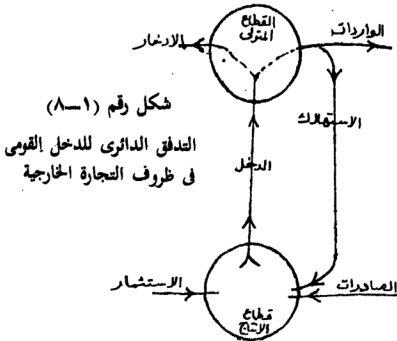 القطاع
المنزلى
الواردات
الادخار
شكل رقم (١—٨)
التدفق الدائرى للدخل القومى
فى ظروف التجارة الخارجية
الاستهلاك
الدخل
الاستثمار
الصادرات
قطاع
الانتاج